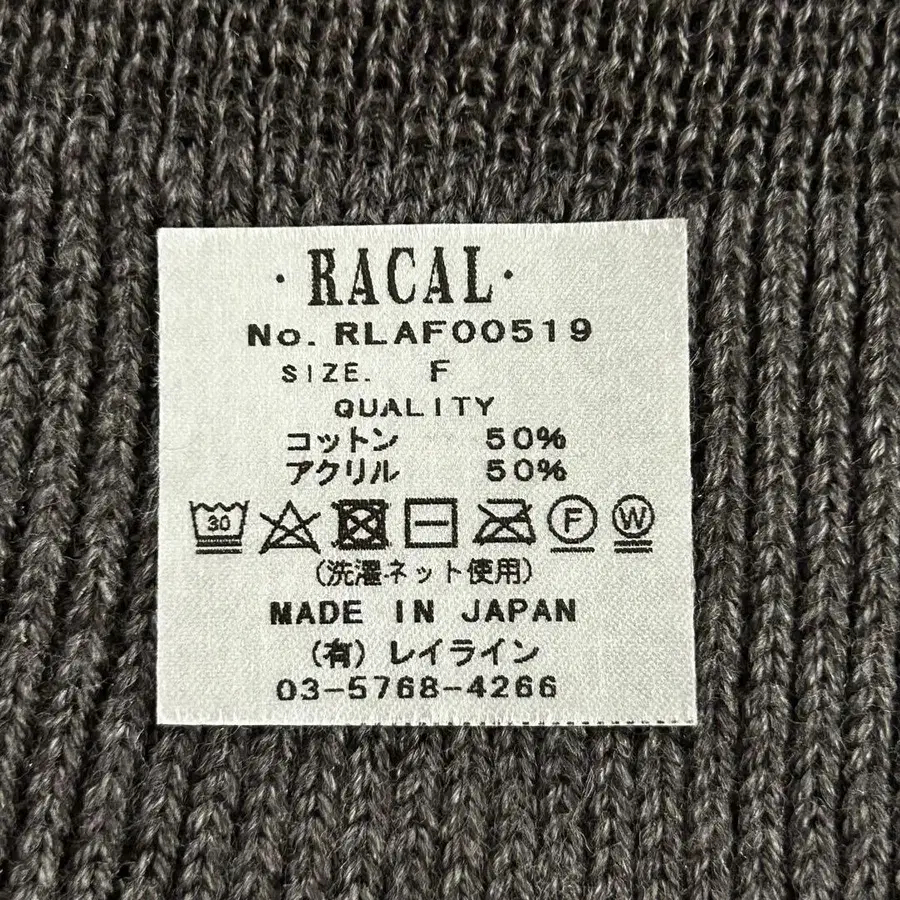 · RACAL ·
No. RLAF00519
SIZE. F
QUALITY
コットン 50%
アクリル 50%
30 F W
(洗濯ネット使用)
MADE IN JAPAN
(有)レイライン
03-5768-4266